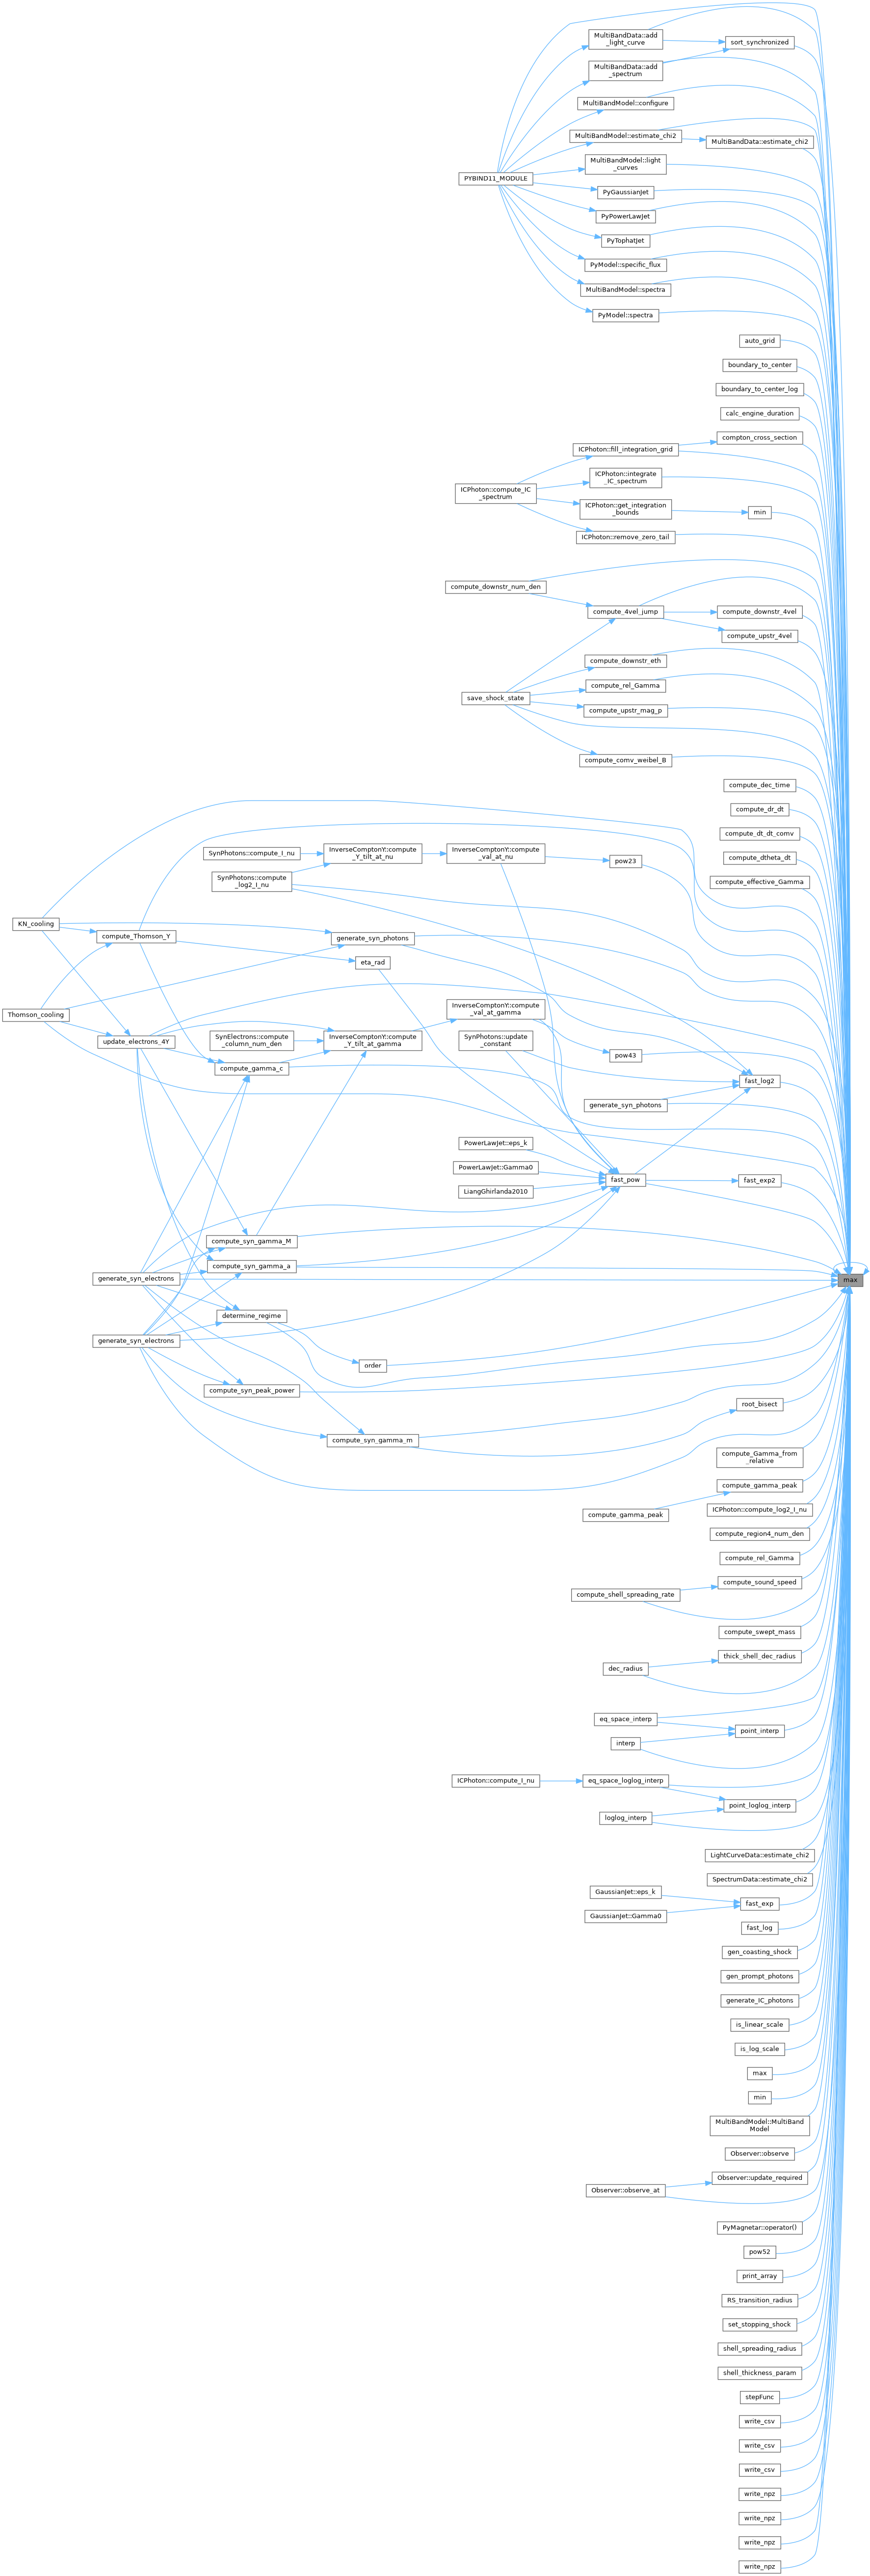 MultiBandData::add
_light_curve
sort_synchronized
MultiBandData::add
_spectrum
MultiBandModel::configure
MultiBandModel::estimate_chi2
MultiBandData::estimate_chi2
MultiBandModel::light
_curves
PYBIND11_MODULE
PyGaussianJet
PyPowerLawJet
PyTophatJet
PyModel::specific_flux
MultiBandModel::spectra
PyModel::spectra
auto_grid
boundary_to_center
boundary_to_center_log
calc_engine_duration
compton_cross_section
ICPhoton::fill_integration_grid
ICPhoton::integrate
_IC_spectrum
ICPhoton::compute_IC
_spectrum
ICPhoton::get_integration
_bounds
min
ICPhoton::remove_zero_tail
compute_downstr_num_den
compute_4vel_jump
compute_downstr_4vel
compute_upstr_4vel
compute_downstr_eth
compute_rel_Gamma
save_shock_state
compute_upstr_mag_p
compute_comv_weibel_B
compute_dec_time
compute_dr_dt
compute_dt_dt_comv
compute_dtheta_dt
compute_effective_Gamma
SynPhotons::compute_I_nu
InverseComptonY::compute
_Y_tilt_at_nu
InverseComptonY::compute
_val_at_nu
pow23
SynPhotons::compute
_log2_I_nu
KN_cooling
compute_Thomson_Y
generate_syn_photons
eta_rad
Thomson_cooling
InverseComptonY::compute
_val_at_gamma
update_electrons_4Y
SynElectrons::compute
_column_num_den
InverseComptonY::compute
_Y_tilt_at_gamma
SynPhotons::update
_constant
pow43
compute_gamma_c
fast_log2
generate_syn_photons
PowerLawJet::eps_k
PowerLawJet::Gamma0
fast_pow
fast_exp2
LiangGhirlanda2010
compute_syn_gamma_M
compute_syn_gamma_a
generate_syn_electrons
max
determine_regime
generate_syn_electrons
order
compute_syn_peak_power
root_bisect
compute_syn_gamma_m
compute_Gamma_from
_relative
compute_gamma_peak
compute_gamma_peak
ICPhoton::compute_log2_I_nu
compute_region4_num_den
compute_rel_Gamma
compute_sound_speed
compute_shell_spreading_rate
compute_swept_mass
thick_shell_dec_radius
dec_radius
eq_space_interp
point_interp
interp
ICPhoton::compute_I_nu
eq_space_loglog_interp
point_loglog_interp
loglog_interp
LightCurveData::estimate_chi2
SpectrumData::estimate_chi2
GaussianJet::eps_k
fast_exp
GaussianJet::Gamma0
fast_log
gen_coasting_shock
gen_prompt_photons
generate_IC_photons
is_linear_scale
is_log_scale
max
min
MultiBandModel::MultiBand
Model
Observer::observe
Observer::update_required
Observer::observe_at
PyMagnetar::operator()
pow52
print_array
RS_transition_radius
set_stopping_shock
shell_spreading_radius
shell_thickness_param
stepFunc
write_csv
write_csv
write_csv
write_npz
write_npz
write_npz
write_npz